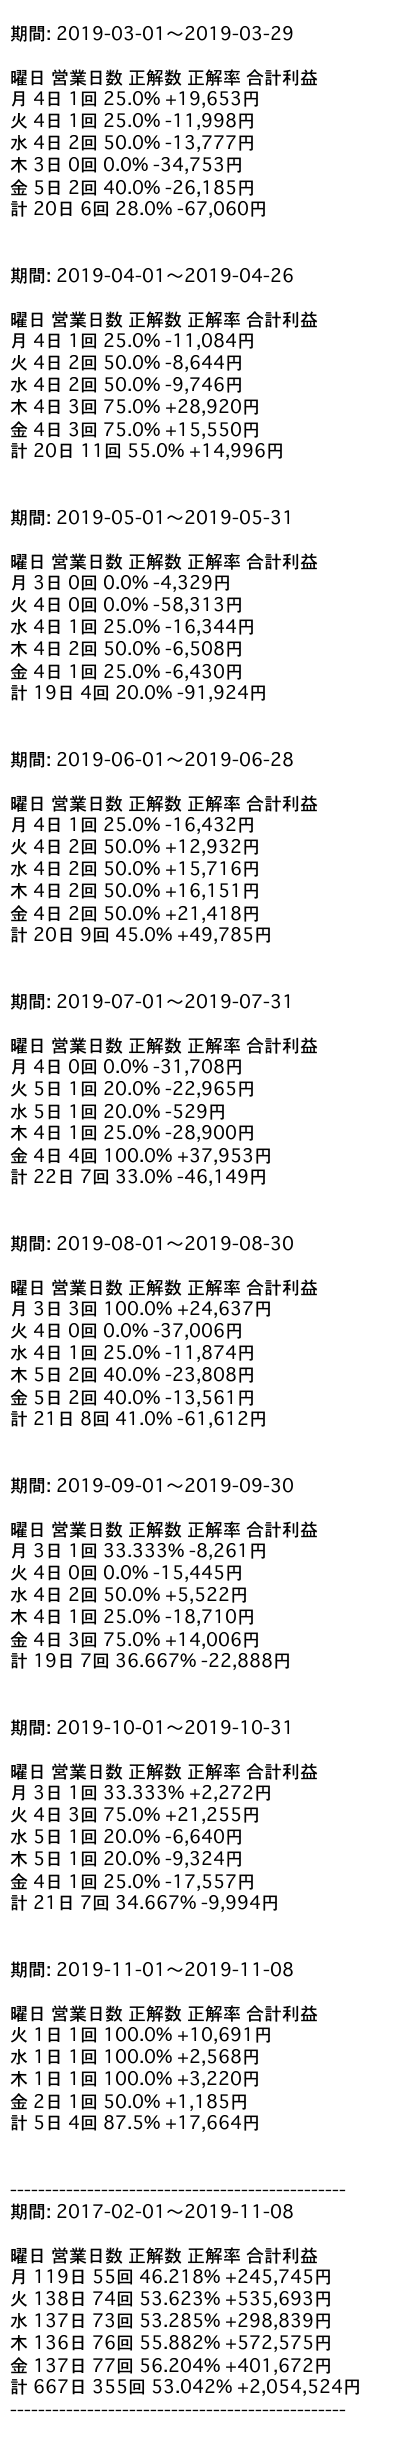 期間: 2019-03-01〜2019-03-29
曜日 営業日数 正解数 正解率 合計利益
月 4日 1回 25.0% +19,653円
火 4日 1回 25.0% -11,998円
水 4日 2回 50.0% -13,777円
木 3日 0回 0.0% -34,753円
金 5日 2回 40.0% -26,185円
計 20日 6回 28.0% -67,060円
期間: 2019-04-01〜2019-04-26
曜日 営業日数 正解数 正解率 合計利益
月 4日 1回 25.0% -11,084円
火 4日 2回 50.0% -8,644円
水 4日 2回 50.0% -9,746円
木 4日 3回 75.0% +28,920円
金 4日 3回 75.0% +15,550円
計 20日 11回 55.0% +14,996円
期間: 2019-05-01〜2019-05-31
曜日 営業日数 正解数 正解率 合計利益
月 3日 0回 0.0% -4,329円
火 4日 0回 0.0% -58,313円
水 4日 1回 25.0% -16,344円
木 4日 2回 50.0% -6,508円
金 4日 1回 25.0% -6,430円
計 19日 4回 20.0% -91,924円
期間: 2019-06-01〜2019-06-28
曜日 営業日数 正解数 正解率 合計利益
月 4日 1回 25.0% -16,432円
火 4日 2回 50.0% +12,932円
水 4日 2回 50.0% +15,716円
木 4日 2回 50.0% +16,151円
金 4日 2回 50.0% +21,418円
計 20日 9回 45.0% +49,785円
期間: 2019-07-01〜2019-07-31
曜日 営業日数 正解数 正解率 合計利益
月 4日 0回 0.0% -31,708円
火 5日 1回 20.0% -22,965円
水 5日 1回 20.0% -529円
木 4日 1回 25.0% -28,900円
金 4日 4回 100.0% +37,953円
計 22日 7回 33.0% -46,149円
期間: 2019-08-01〜2019-08-30
曜日 営業日数 正解数 正解率 合計利益
月 3日 3回 100.0% +24,637円
火 4日 0回 0.0% -37,006円
水 4日 1回 25.0% -11,874円
木 5日 2回 40.0% -23,808円
金 5日 2回 40.0% -13,561円
計 21日 8回 41.0% -61,612円
期間: 2019-09-01〜2019-09-30
曜日 営業日数 正解数 正解率 合計利益
月 3日 1回 33.333% -8,261円
火 4日 0回 0.0% -15,445円
水 4日 2回 50.0% +5,522円
木 4日 1回 25.0% -18,710円
金 4日 3回 75.0% +14,006円
計 19日 7回 36.667% -22,888円
期間: 2019-10-01〜2019-10-31
曜日 営業日数 正解数 正解率 合計利益
月 3日 1回 33.333% +2,272円
火 4日 3回 75.0% +21,255円
水 5日 1回 20.0% -6,640円
木 5日 1回 20.0% -9,324円
金 4日 1回 25.0% -17,557円
計 21日 7回 34.667% -9,994円
期間: 2019-11-01〜2019-11-08
曜日 営業日数 正解数 正解率 合計利益
火 1日 1回 100.0% +10,691円
水 1日 1回 100.0% +2,568円
木 1日 1回 100.0% +3,220円
金 2日 1回 50.0% +1,185円
計 5日 4回 87.5% +17,664円
------------------------------------------------
期間: 2017-02-01〜2019-11-08
曜日 営業日数 正解数 正解率 合計利益
月 119日 55回 46.218% +245,745円
火 138日 74回 53.623% +535,693円
水 137日 73回 53.285% +298,839円
木 136日 76回 55.882% +572,575円
金 137日 77回 56.204% +401,672円
計 667日 355回 53.042% +2,054,524円
------------------------------------------------